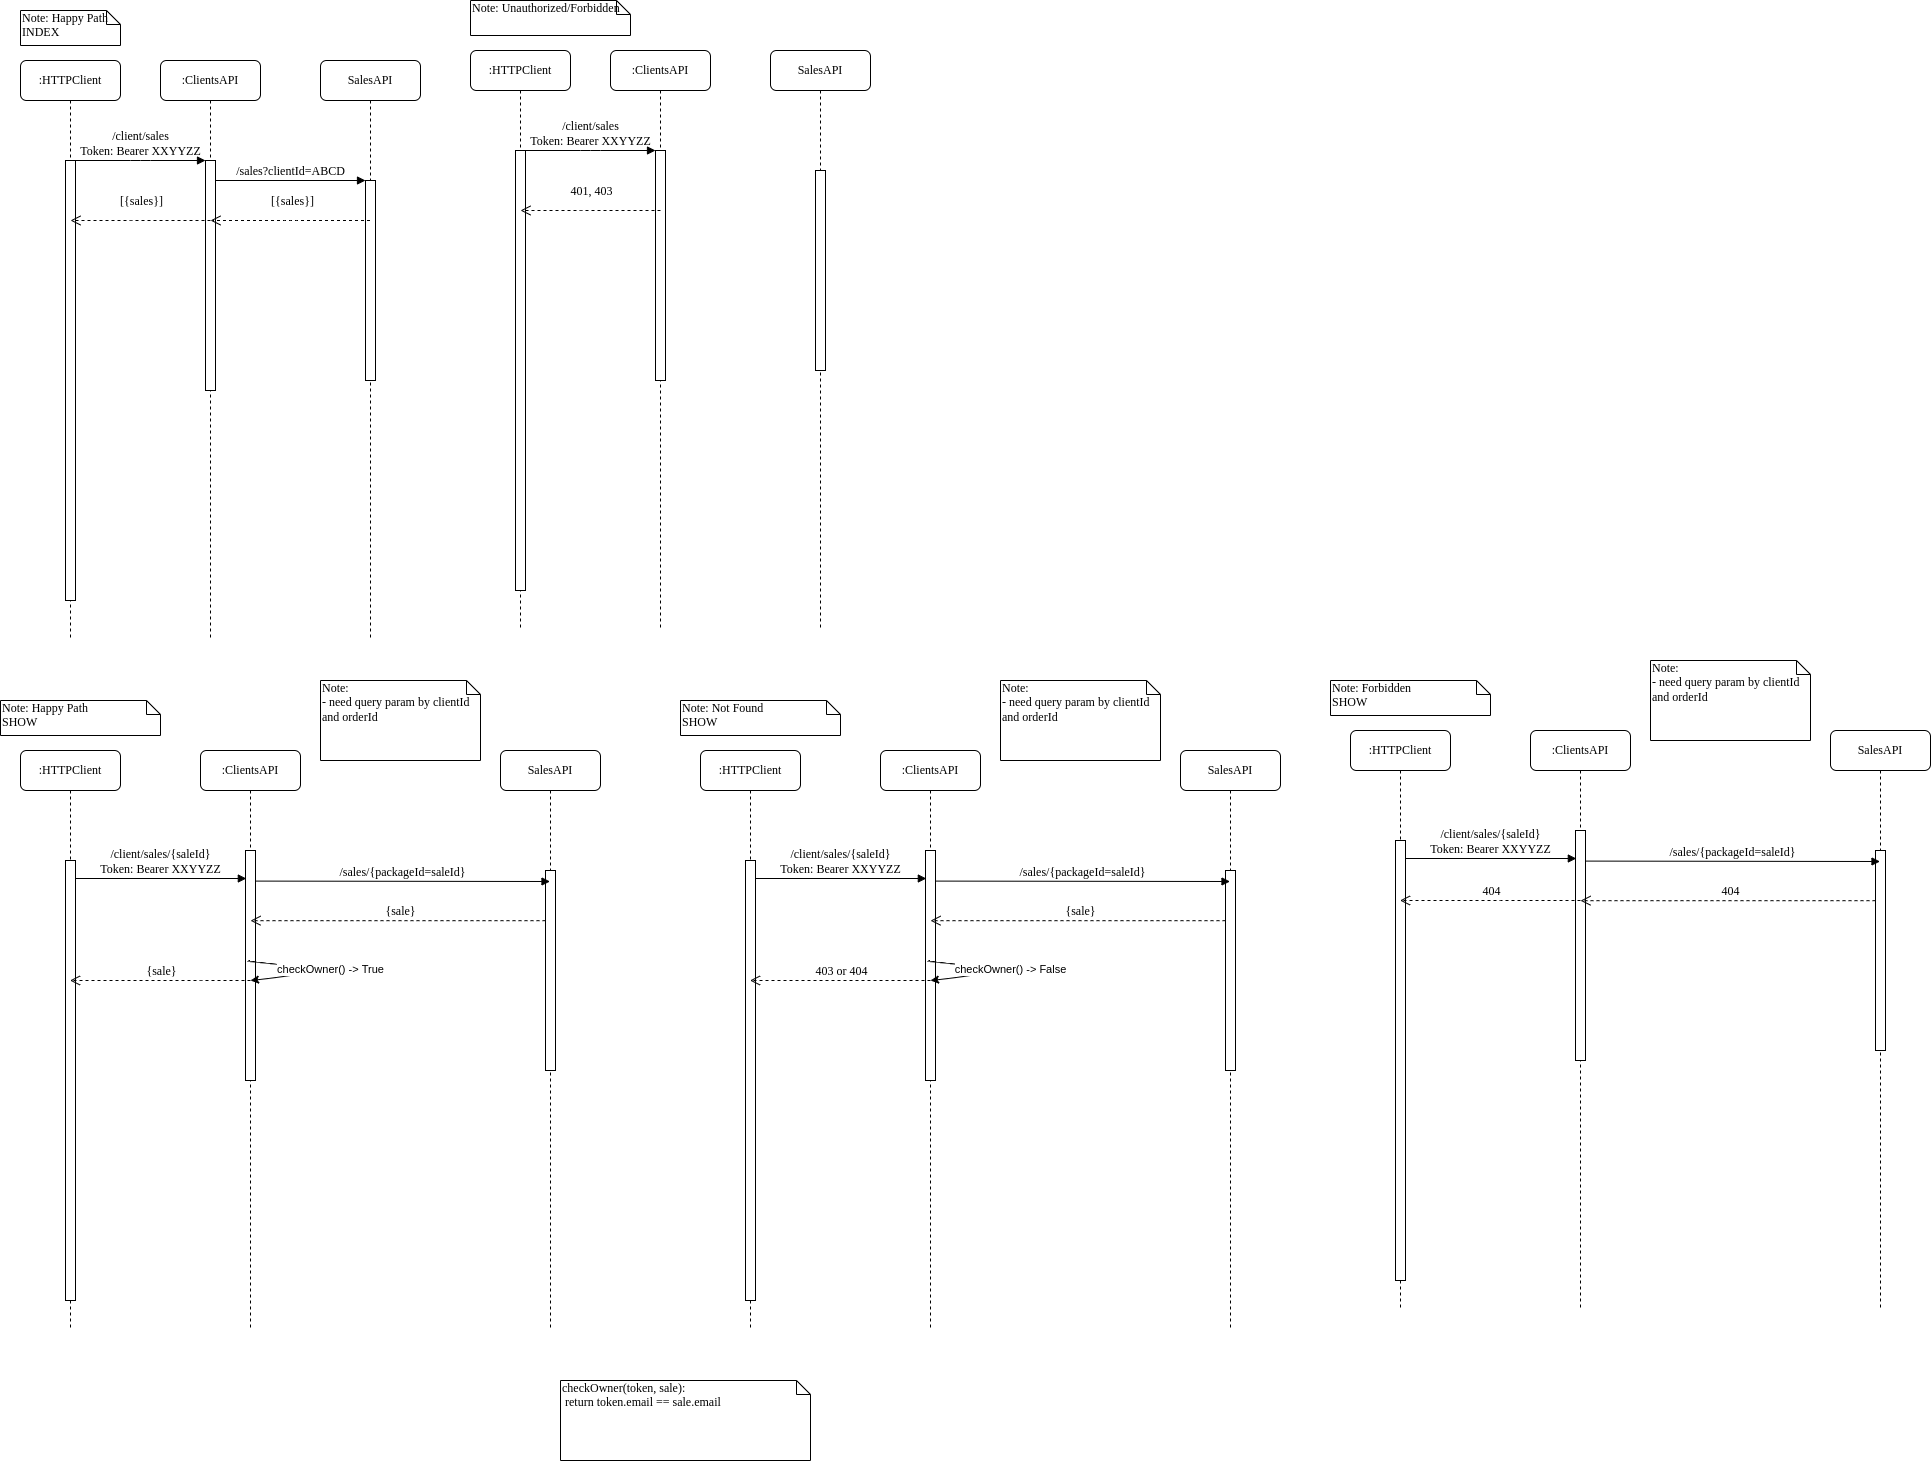 Note: Happy Path
INDEX
:HTTPClient
:ClientsAPI
SalesAPI
/client/sales
Token: Bearer XXYYZZ
/sales?clientId=ABCD
[{sales}]
[{sales}]
Note: Unauthorized/Forbidden
:HTTPClient
:ClientsAPI
SalesAPI
/client/sales
Token: Bearer XXYYZZ
401, 403
Note: Happy Path
SHOW
Note:
- need query param by clientId
and orderId
:HTTPClient
:ClientsAPI
SalesAPI
/client/sales/{saleId}
Token: Bearer XXYYZZ
/sales/{packageId=saleId}
{sale}
checkOwner() -> True
{sale}
Note: Not Found
SHOW
Note:
- need query param by clientId
and orderId
:HTTPClient
:ClientsAPI
SalesAPI
/client/sales/{saleId}
Token: Bearer XXYYZZ
/sales/{packageId=saleId}
{sale}
checkOwner() -> False
403 or 404
Note: Forbidden
SHOW
Note:
- need query param by clientId
and orderId
:HTTPClient
:ClientsAPI
SalesAPI
/client/sales/{saleId}
Token: Bearer XXYYZZ
/sales/{packageId=saleId}
404
404
checkOwner(token, sale):
return token.email == sale.email